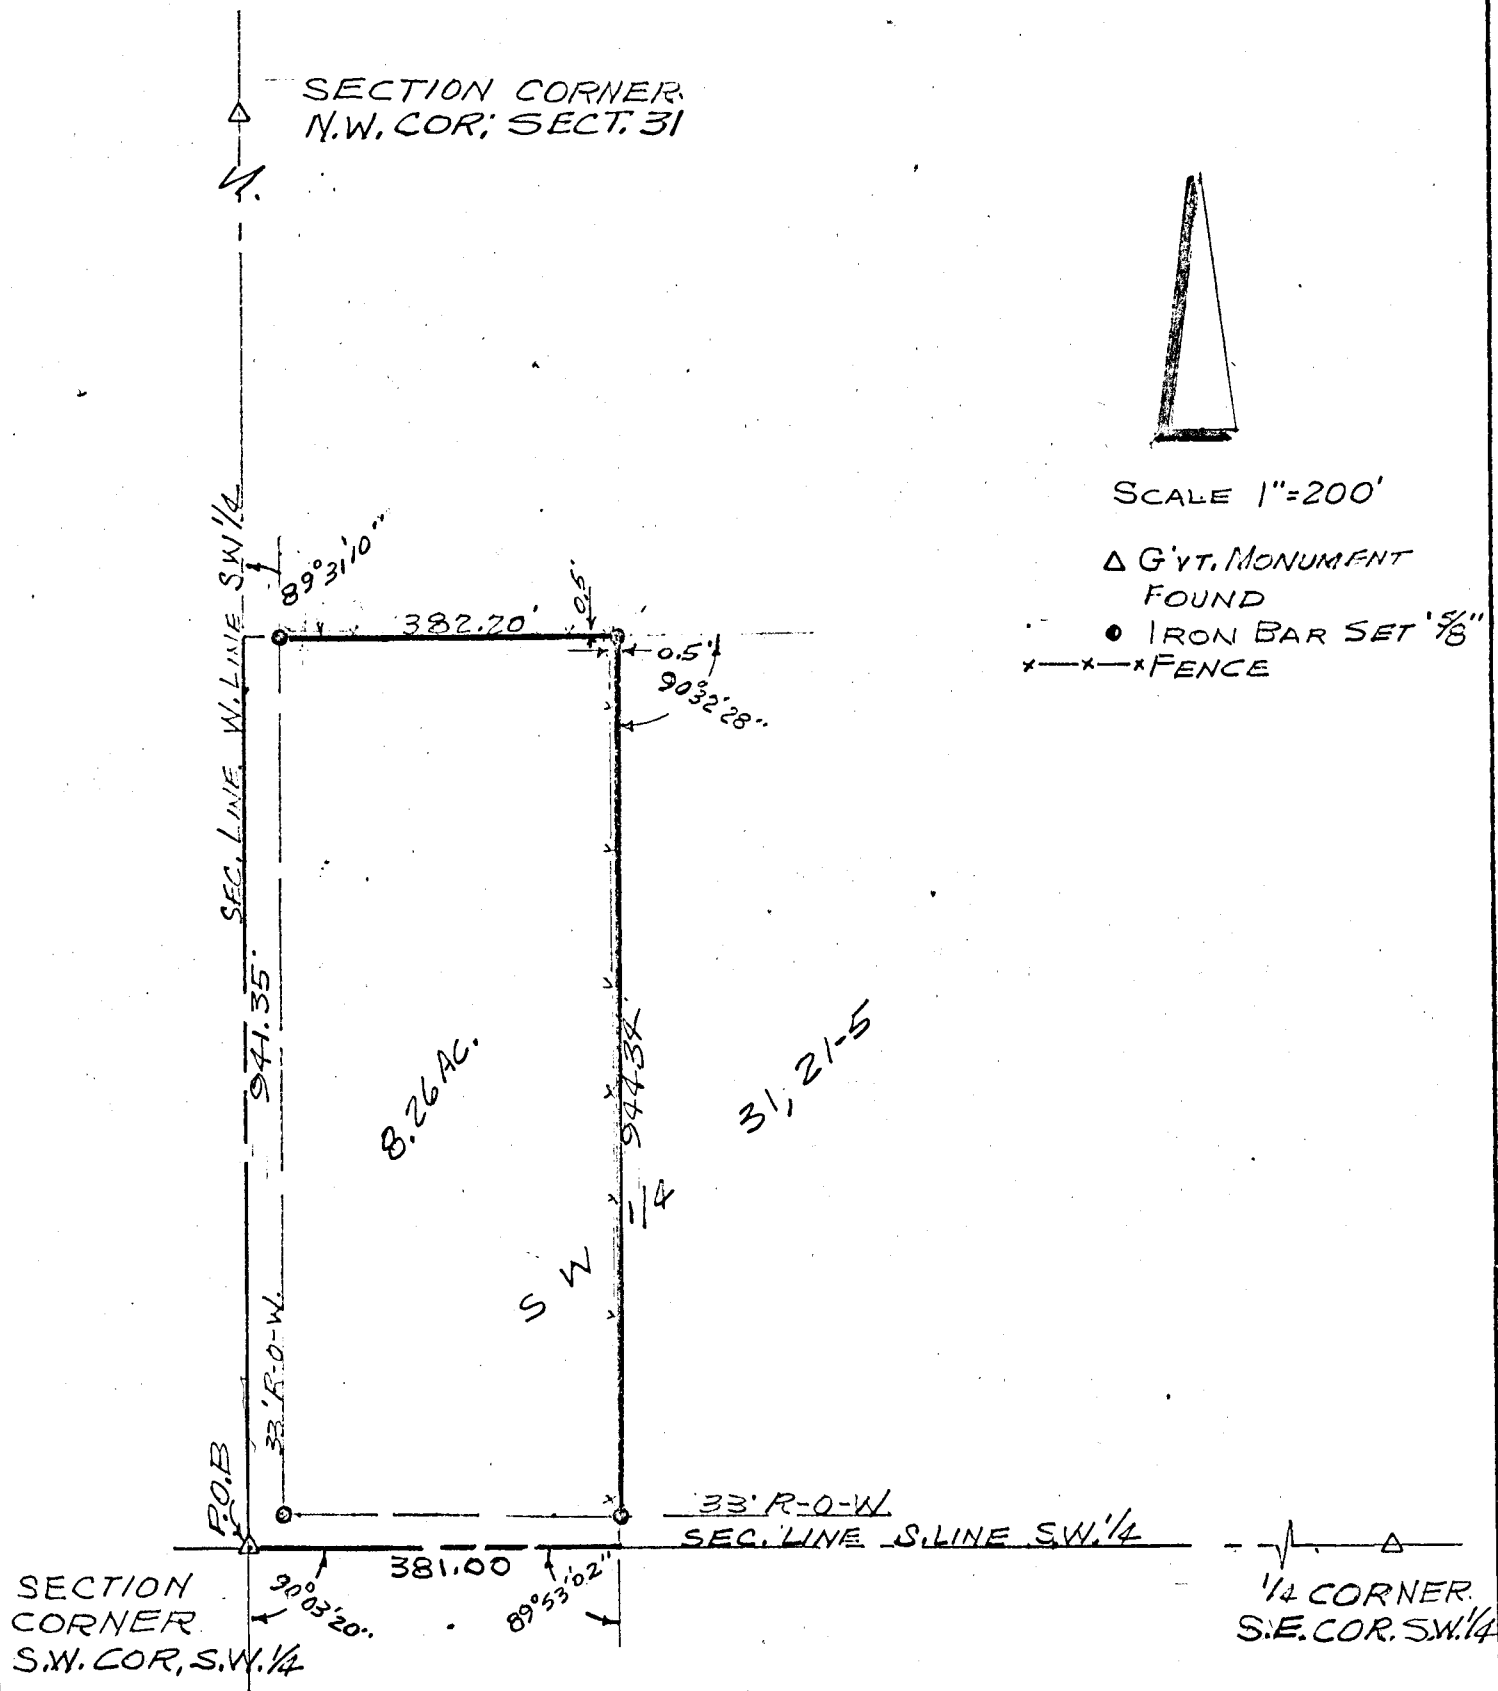 SECTION CORNER
N.W. COR; SECT. 31
N.
SCALE 1"=200'
△ G'VT. MONUMENT
FOUND
IRON BAR SET 5/8"
x—x—x FENCE
SEC. LINE W. LINE SW 1/4
89°31'10"
382.20'
0.5'
0.5'
90°32'28"
941.35'
944.34'
8.26 AC.
31, 21-5
S W 1/4
33' R-O-W.
P.O.B
33' R-O-W.
SEC. LINE S. LINE S.W. 1/4
381.00
90°03'20"
89°53'02"
SECTION
CORNER
S.W. COR, S.W. 1/4
1/4 CORNER
S.E. COR. S.W. 1/4